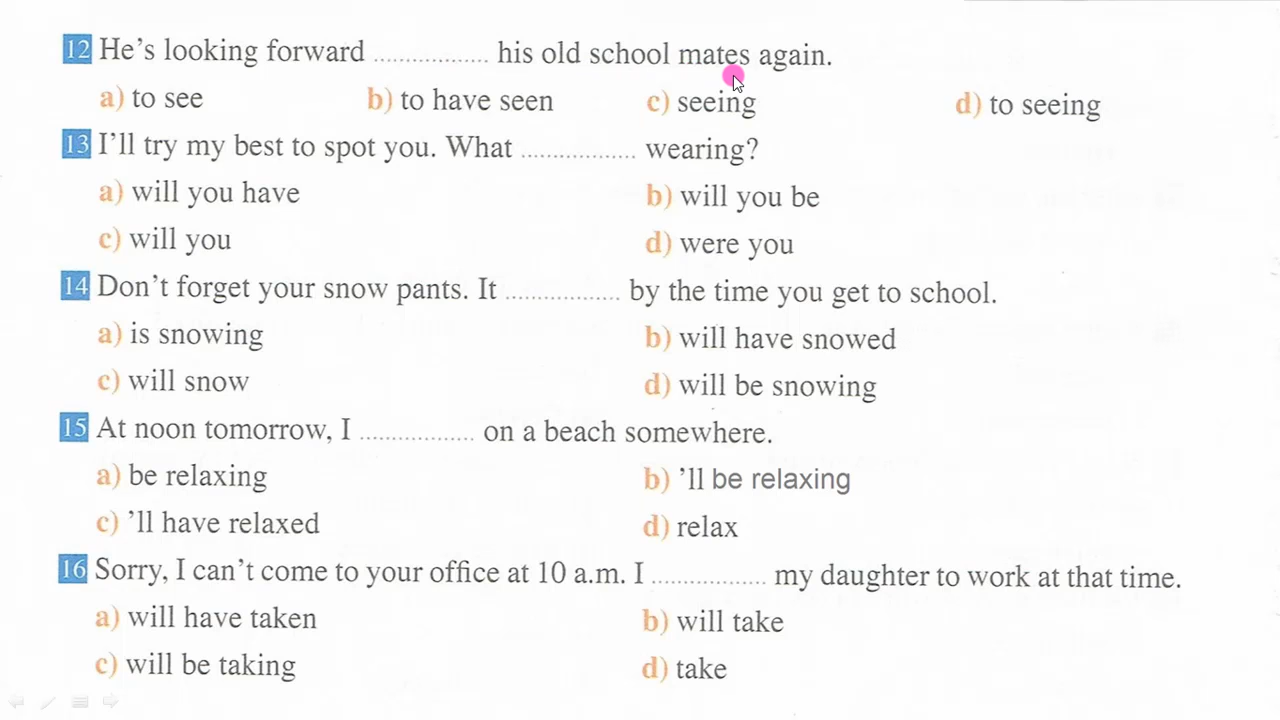 12 He’s looking forward ................. his old school mates again.
a) to see b) to have seen c) seeing d) to seeing
13 I’ll try my best to spot you. What ................. wearing?
a) will you have b) will you be
c) will you d) were you
14 Don’t forget your snow pants. It ................. by the time you get to school.
a) is snowing b) will have snowed
c) will snow d) will be snowing
15 At noon tomorrow, I ................. on a beach somewhere.
a) be relaxing b) ’ll be relaxing
c) ’ll have relaxed d) relax
16 Sorry, I can’t come to your office at 10 a.m. I ................. my daughter to work at that time.
a) will have taken b) will take
c) will be taking d) take